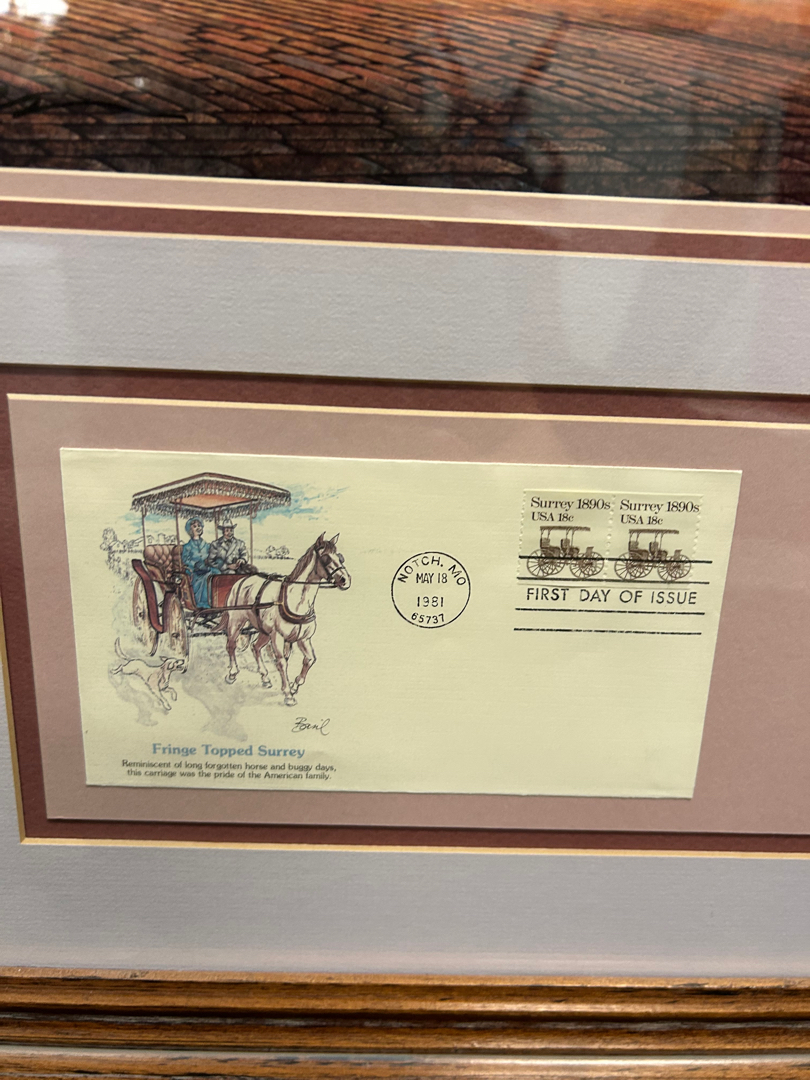 Surrey 1890s
USA 18c
Surrey 1890s
USA 18c
NOTCH, MO
MAY 18
1981
65737
FIRST DAY OF ISSUE
Fringe Topped Surrey
Reminiscent of long forgotten horse and buggy days,
this carriage was the pride of the American family.